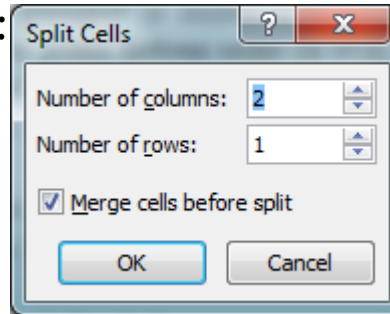 :
Split Cells
Number of columns: 2
Number of rows: 1
Merge cells before split
OK Cancel